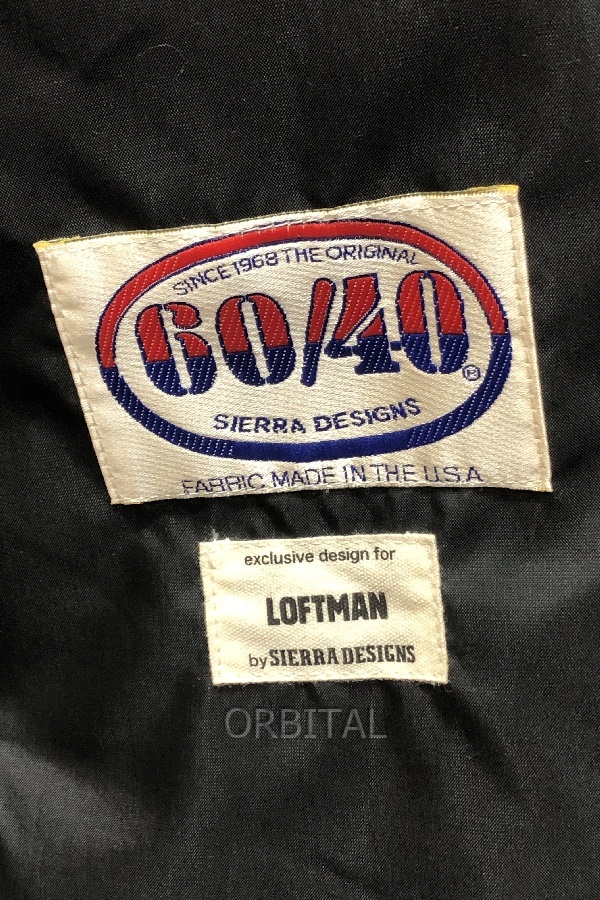 SINCE 1968 THE ORIGINAL
60/40®
SIERRA DESIGNS
FABRIC MADE IN THE U.S.A
exclusive design for
LOFTMAN
by SIERRA DESIGNS
ORBITAL